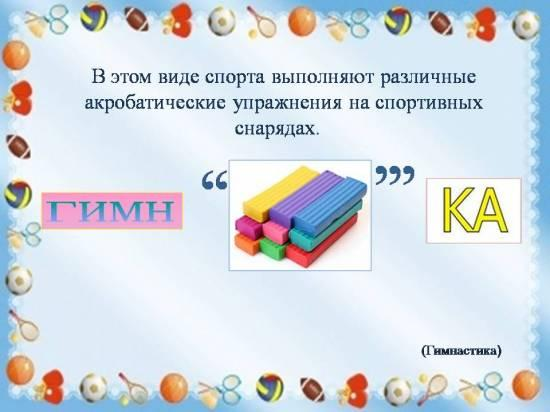 В этом виде спорта выполняют различные
акробатические упражнения на спортивных
снарядах.
“ ’’’
ГИМН КА
(Гимнастика)